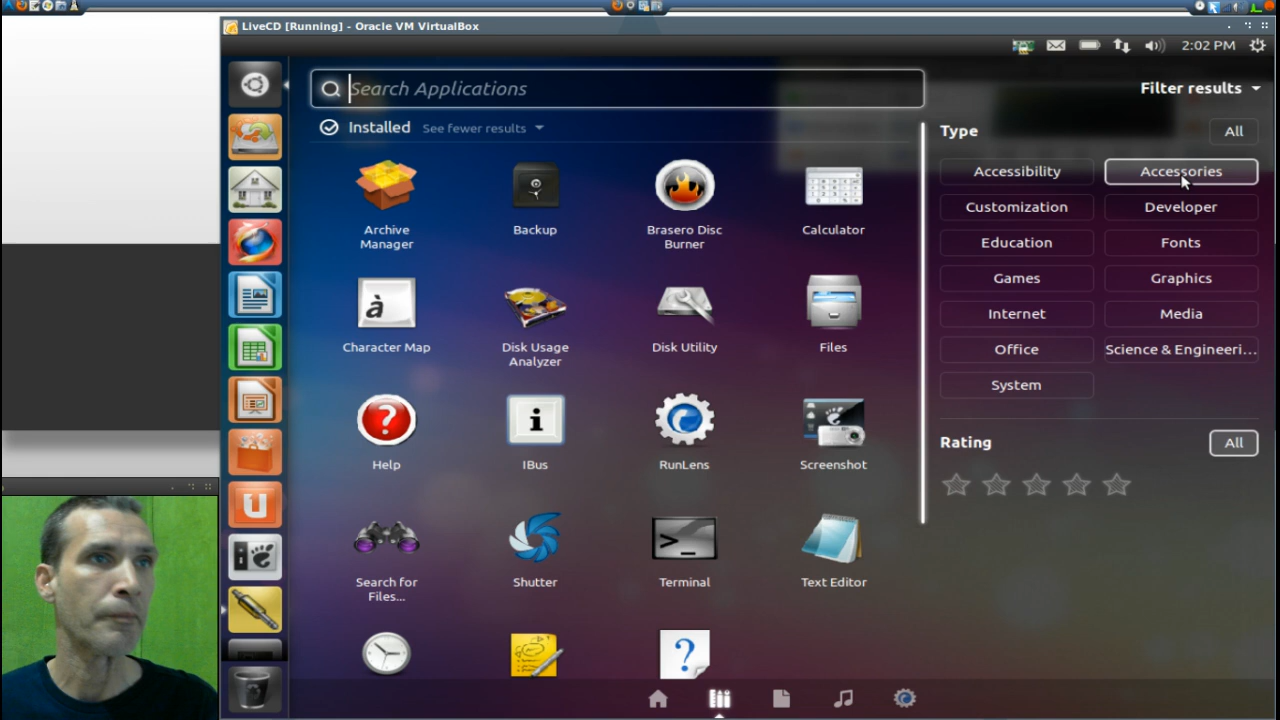 LiveCD [Running] - Oracle VM VirtualBox
2:02 PM
Search Applications
Filter results
Installed See fewer results
Type All
Accessibility Accessories
Customization Developer
Education Fonts
Games Graphics
Internet Media
Office Science & Engineeri...
System
Rating All
Archive
Manager
Backup
Brasero Disc
Burner
Calculator
Character Map
Disk Usage
Analyzer
Disk Utility
Files
Help
IBus
RunLens
Screenshot
Search for
Files...
Shutter
Terminal
Text Editor